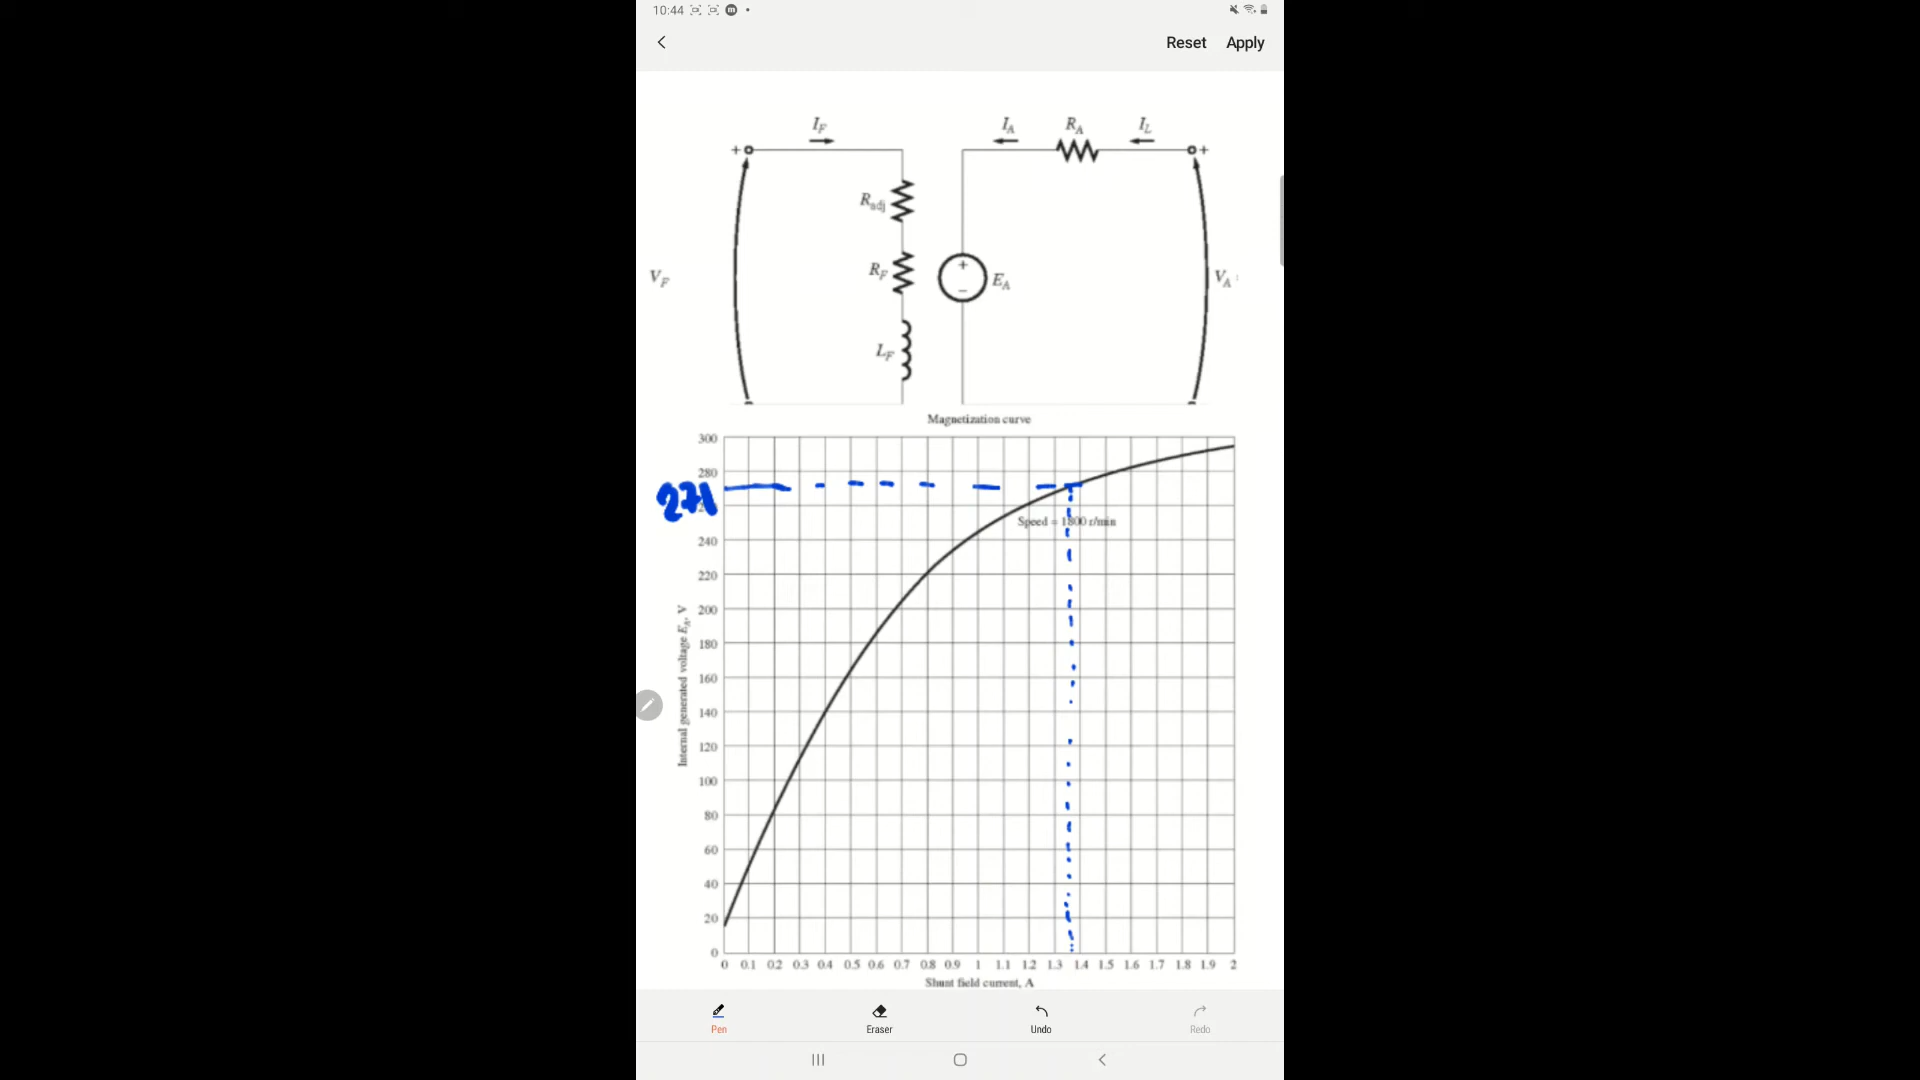 10:44
Reset Apply
I_F
I_A R_A I_L
+ +
R_adj
V_F R_F + E_A V_A
−
L_F
Magnetization curve
300
280
271
240
220
200
180
160
140
120
100
80
60
40
20
0
Internal generated voltage E_A, V
Speed = 1800 r/min
0 0.1 0.2 0.3 0.4 0.5 0.6 0.7 0.8 0.9 1 1.1 1.2 1.3 1.4 1.5 1.6 1.7 1.8 1.9 2
Shunt field current, A
Pen Eraser Undo Redo